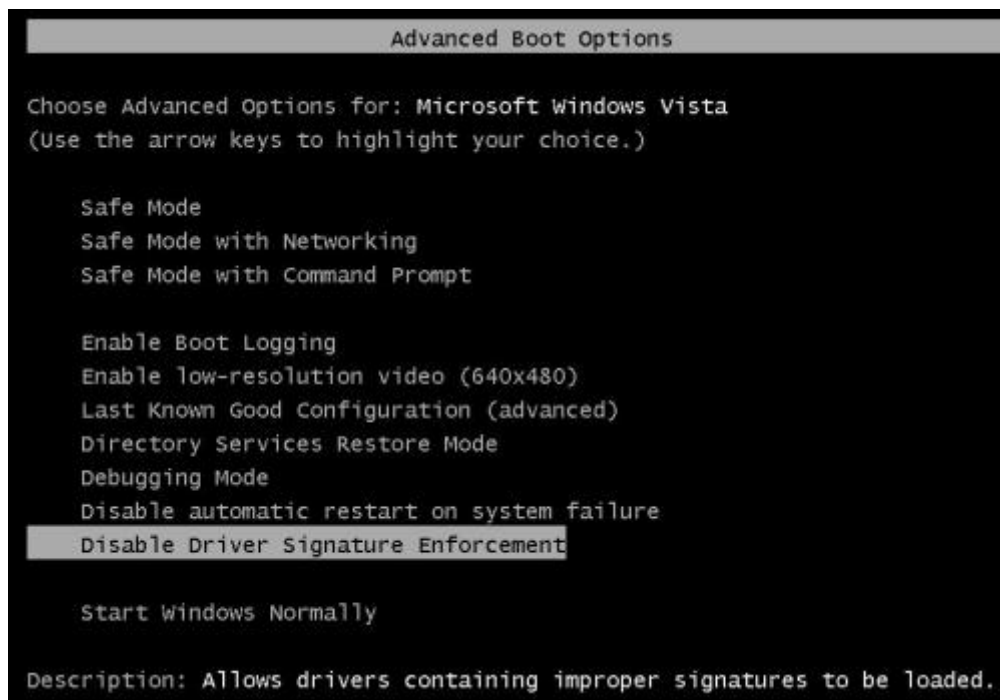 Advanced Boot Options
Choose Advanced Options for: Microsoft Windows Vista
(Use the arrow keys to highlight your choice.)
Safe Mode
Safe Mode with Networking
Safe Mode with Command Prompt
Enable Boot Logging
Enable low-resolution video (640x480)
Last Known Good Configuration (advanced)
Directory Services Restore Mode
Debugging Mode
Disable automatic restart on system failure
Disable Driver Signature Enforcement
Start Windows Normally
Description: Allows drivers containing improper signatures to be loaded.